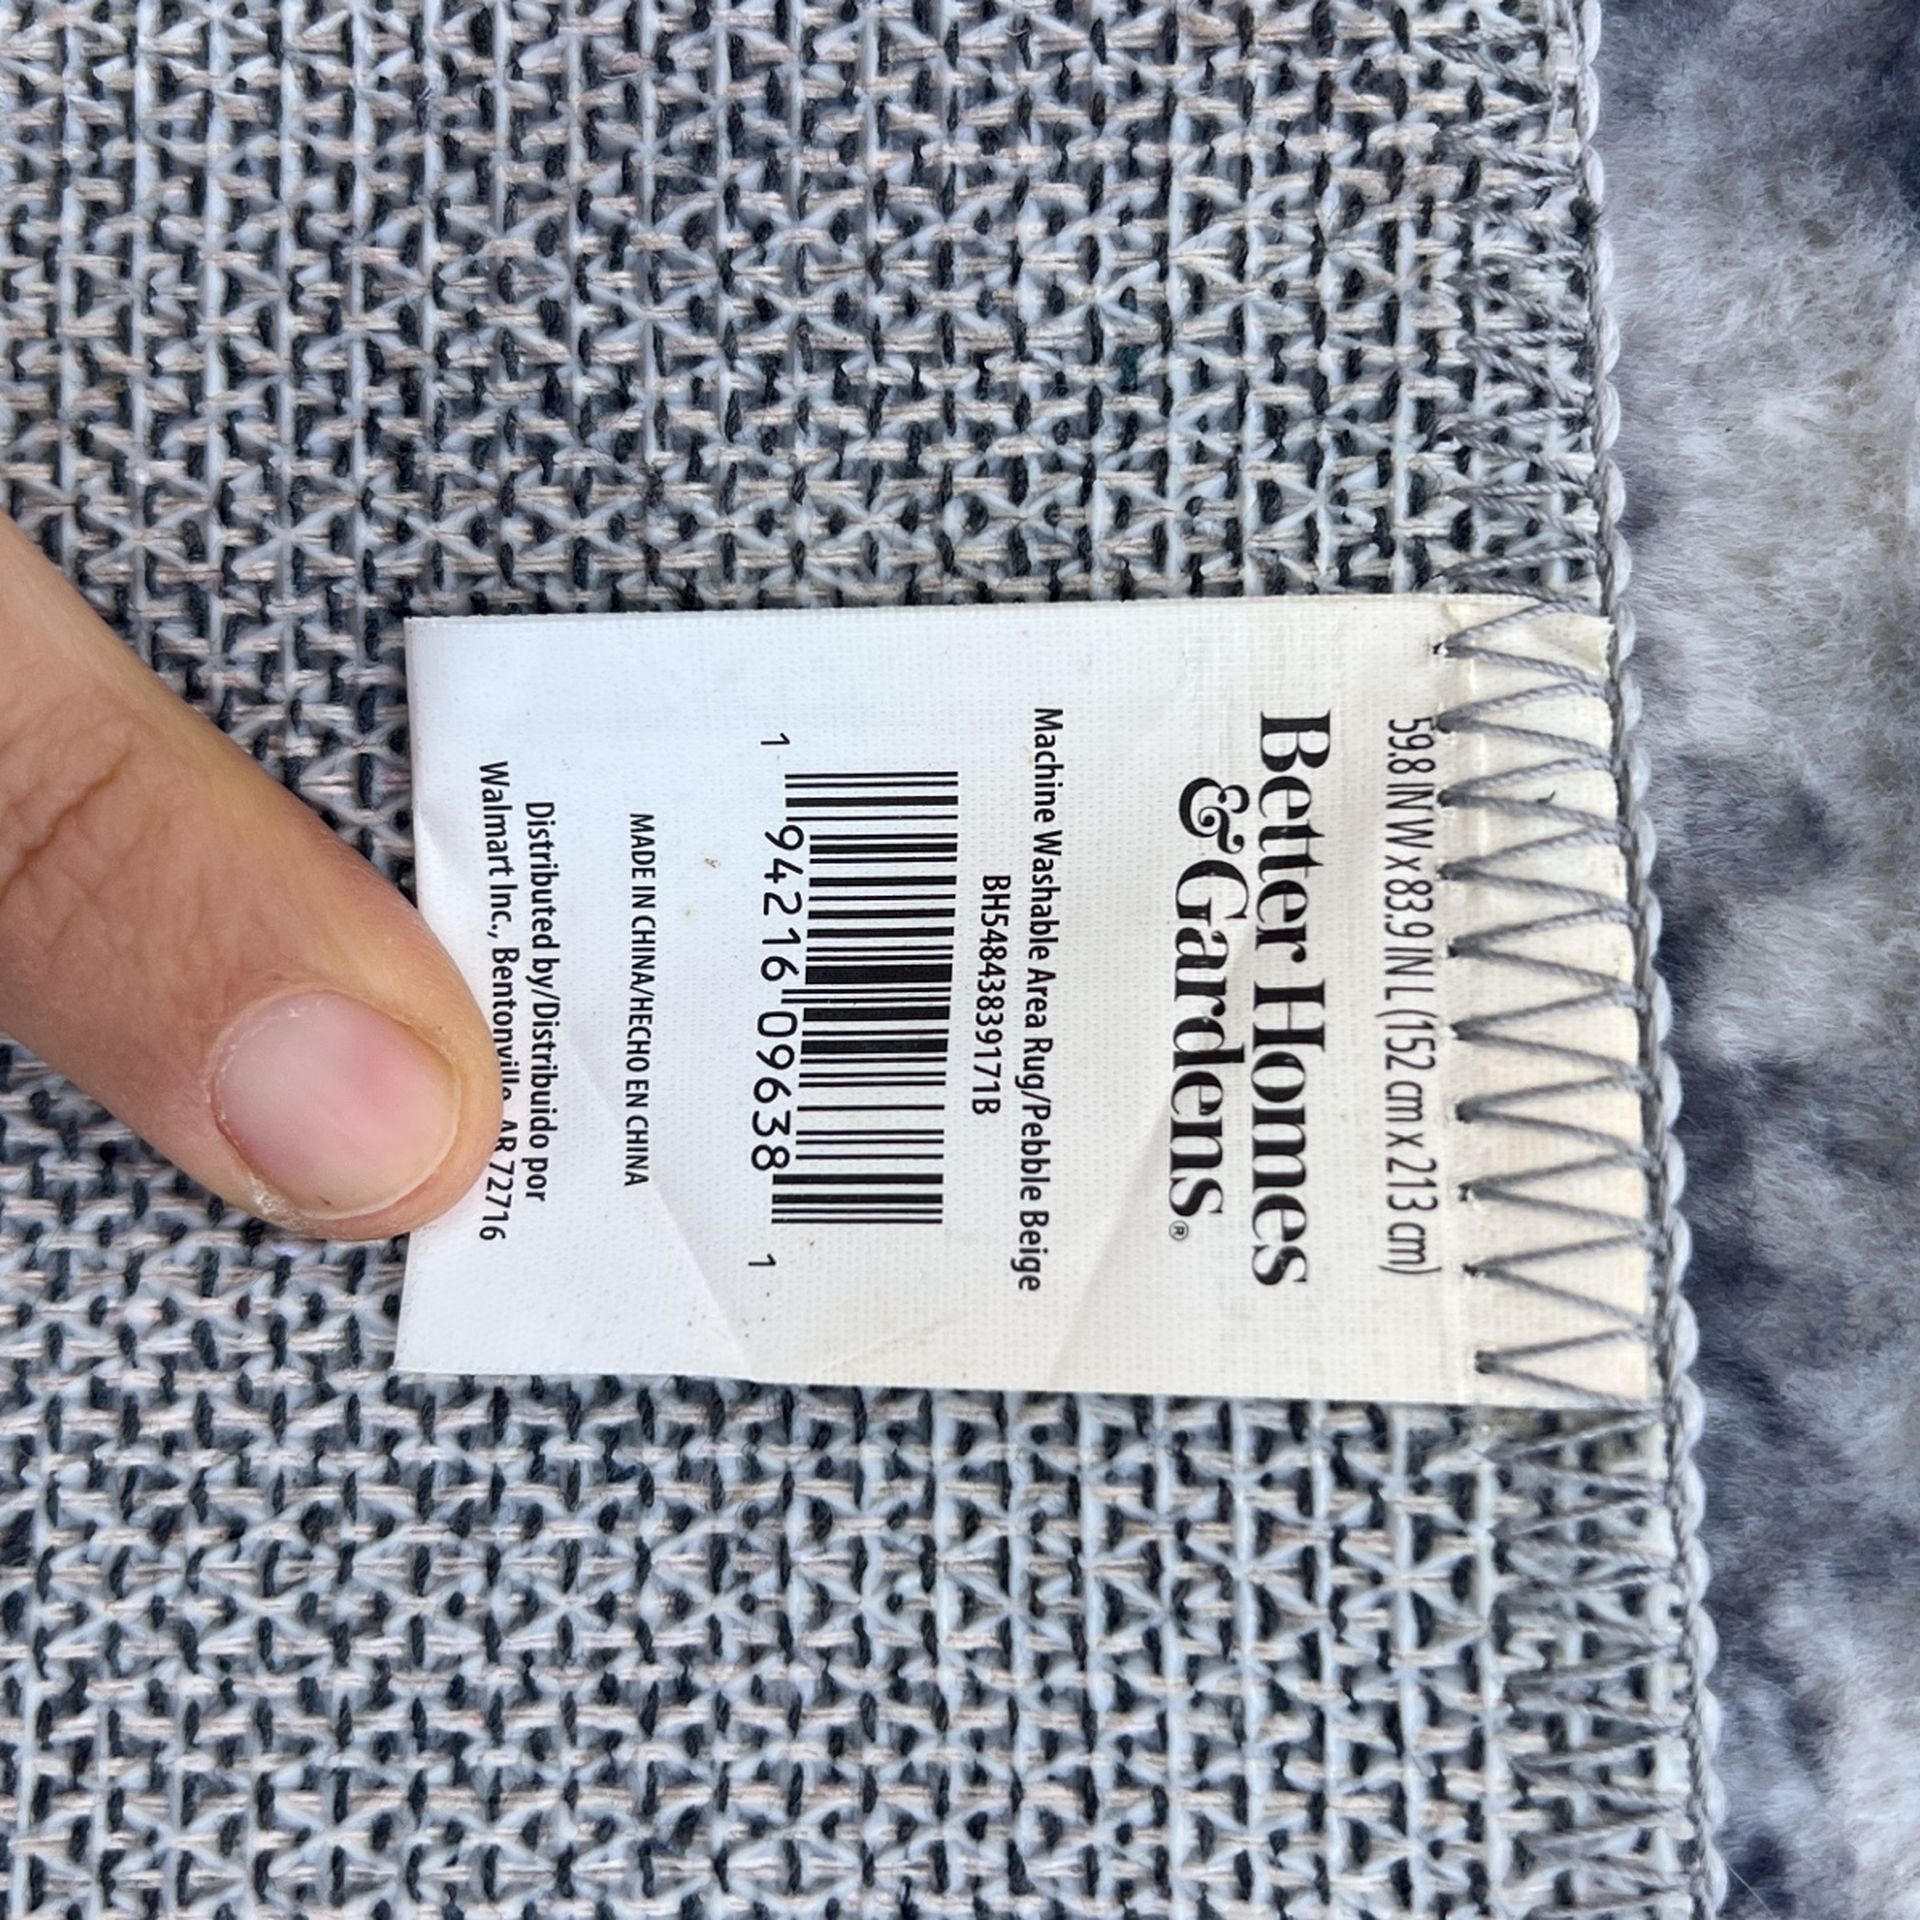 59.8 IN W x 83.9 IN L (152 cm x 213 cm)
Better Homes
& Gardens®
Machine Washable Area Rug/Pebble Beige
BH54843839171B
1 94216 09638 1
MADE IN CHINA/HECHO EN CHINA
Distributed by/Distribuido por
Walmart Inc., Bentonville, AR 72716